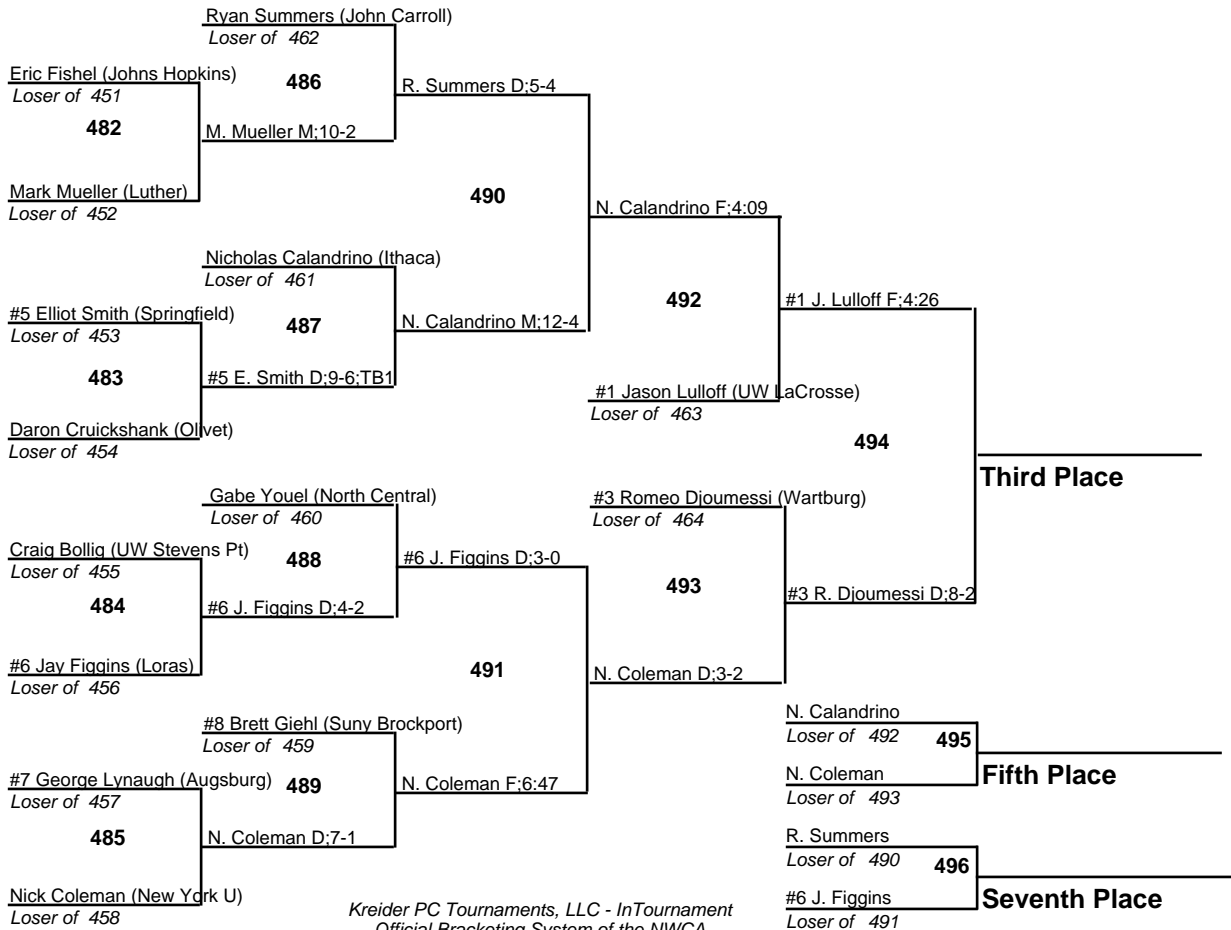 Ryan Summers (John Carroll)
Loser of 462
Eric Fishel (Johns Hopkins)
Loser of 451
486
R. Summers D;5-4
482
M. Mueller M;10-2
Mark Mueller (Luther)
Loser of 452
490
N. Calandrino F;4:09
Nicholas Calandrino (Ithaca)
Loser of 461
#5 Elliot Smith (Springfield)
Loser of 453
487
N. Calandrino M;12-4
492
#1 J. Lulloff F;4:26
483
#5 E. Smith D;9-6;TB1
#1 Jason Lulloff (UW LaCrosse)
Loser of 463
Daron Cruickshank (Olivet)
Loser of 454
494
Third Place
Gabe Youel (North Central)
Loser of 460
#3 Romeo Djoumessi (Wartburg)
Loser of 464
Craig Bollig (UW Stevens Pt)
Loser of 455
488
#6 J. Figgins D;3-0
493
#3 R. Djoumessi D;8-2
484
#6 J. Figgins D;4-2
#6 Jay Figgins (Loras)
Loser of 456
491
N. Coleman D;3-2
#8 Brett Giehl (Suny Brockport)
Loser of 459
N. Calandrino
Loser of 492
495
#7 George Lynaugh (Augsburg)
Loser of 457
489
N. Coleman F;6:47
N. Coleman
Loser of 493
Fifth Place
485
N. Coleman D;7-1
R. Summers
Loser of 490
496
Nick Coleman (New York U)
Loser of 458
#6 J. Figgins
Loser of 491
Seventh Place
Kreider PC Tournaments, LLC - InTournament
Official Bracketing System of the NWCA